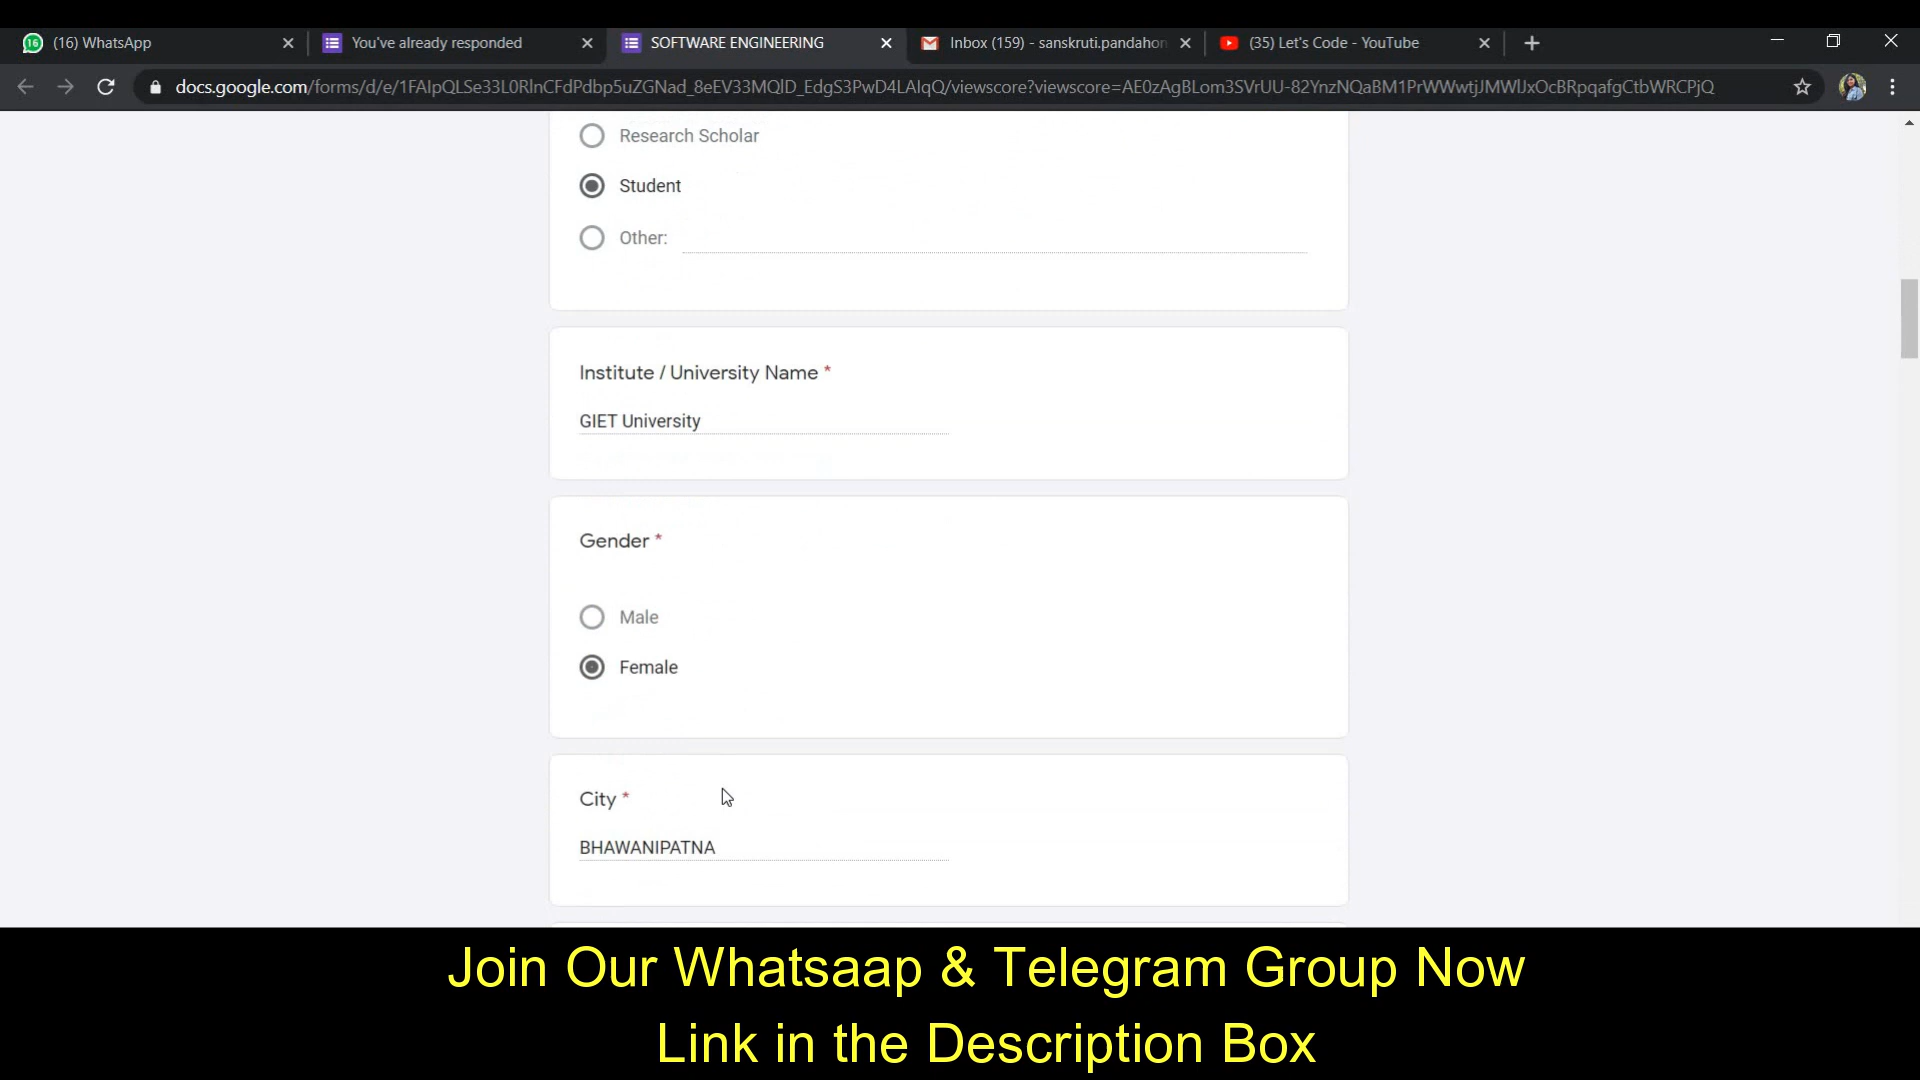 (16) WhatsApp
You've already responded
SOFTWARE ENGINEERING
Inbox (159) - sanskruti.pandahon
(35) Let's Code - YouTube
docs.google.com/forms/d/e/1FAIpQLSe33L0RlnCFdPdbp5uZGNad_8eEV33MQlD_EdgS3PwD4LAIqQ/viewscore?viewscore=AE0zAgBLom3SVrUU-82YnzNQaBM1PrWWwtjJMWlJxOcBRpqafgCtbWRCPjQ
Research Scholar
Student
Other:
Institute / University Name *
GIET University
Gender *
Male
Female
City *
BHAWANIPATNA
Join Our Whatsaap & Telegram Group Now
Link in the Description Box